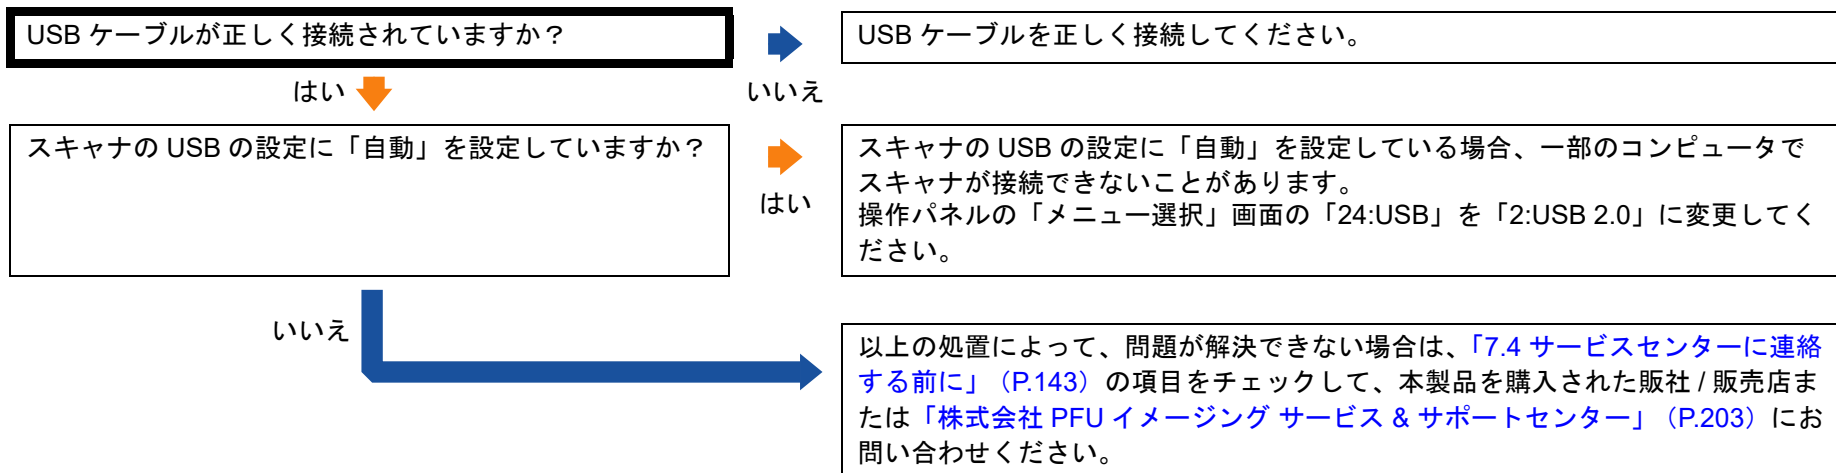 USB ケーブルが正しく接続されていますか？
USB ケーブルを正しく接続してください。
はい
いいえ
スキャナの USB の設定に「自動」を設定していますか？
スキャナの USB の設定に「自動」を設定している場合、一部のコンピュータで
スキャナが接続できないことがあります。
操作パネルの「メニュー選択」画面の「24:USB」を「2:USB 2.0」に変更してく
ださい。
はい
いいえ
以上の処置によって、問題が解決できない場合は、「7.4 サービスセンターに連絡
する前に」（P.143）の項目をチェックして、本製品を購入された販社 / 販売店ま
たは「株式会社 PFU イメージング サービス & サポートセンター」（P.203）にお
問い合わせください。